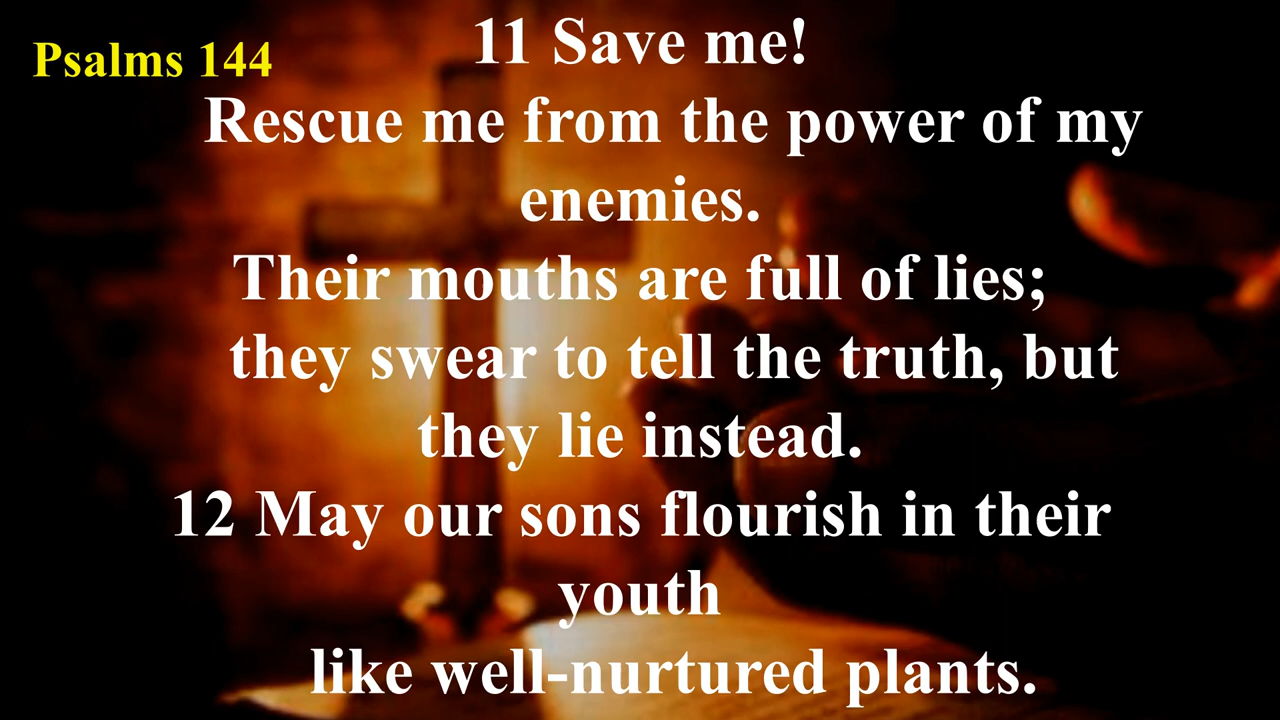 Psalms 144
11 Save me!
Rescue me from the power of my
enemies.
Their mouths are full of lies;
they swear to tell the truth, but
they lie instead.
12 May our sons flourish in their
youth
like well-nurtured plants.